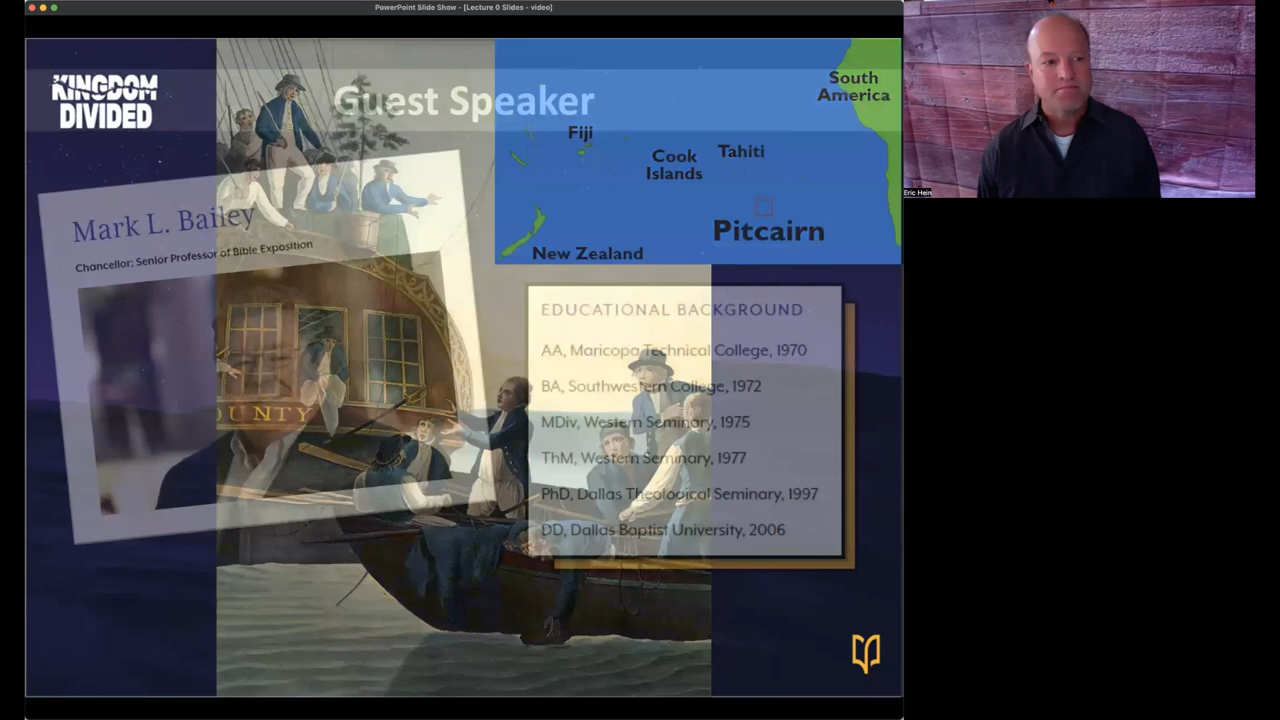 PowerPoint Slide Show - [Lecture 0 Slides - video]
KINGDOM
DIVIDED
Guest Speaker
South
America
Fiji
Cook
Islands
Tahiti
Pitcairn
New Zealand
Mark L. Bailey
Chancellor; Senior Professor of Bible Exposition
OUNTY
EDUCATIONAL BACKGROUND
AA, Maricopa Technical College, 1970
BA, Southwestern College, 1972
MDiv, Western Seminary, 1975
ThM, Western Seminary, 1977
PhD, Dallas Theological Seminary, 1997
DD, Dallas Baptist University, 2006
Eric Hein